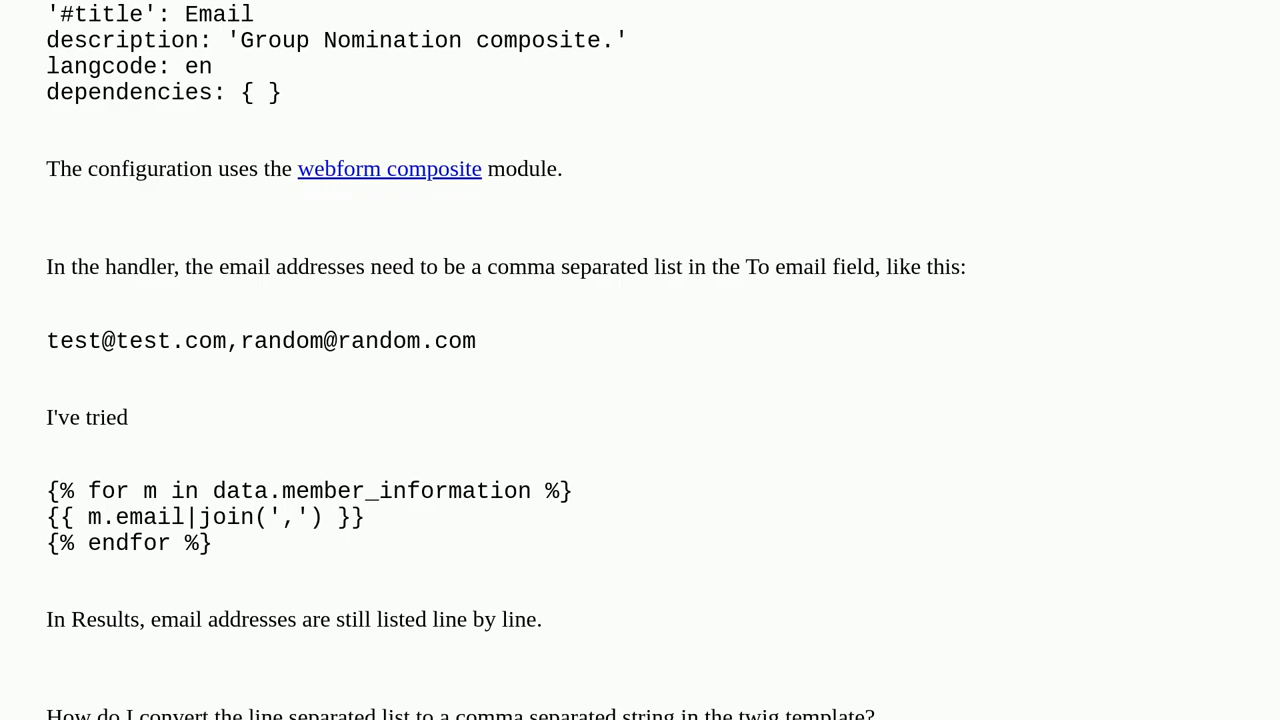 '#title': Email
description: 'Group Nomination composite.'
langcode: en
dependencies: { }
The configuration uses the webform composite module.
In the handler, the email addresses need to be a comma separated list in the To email field, like this:
test@test.com,random@random.com
I've tried
{% for m in data.member_information %}
{{ m.email|join(',') }}
{% endfor %}
In Results, email addresses are still listed line by line.
How do I convert the line separated list to a comma separated string in the twig template?